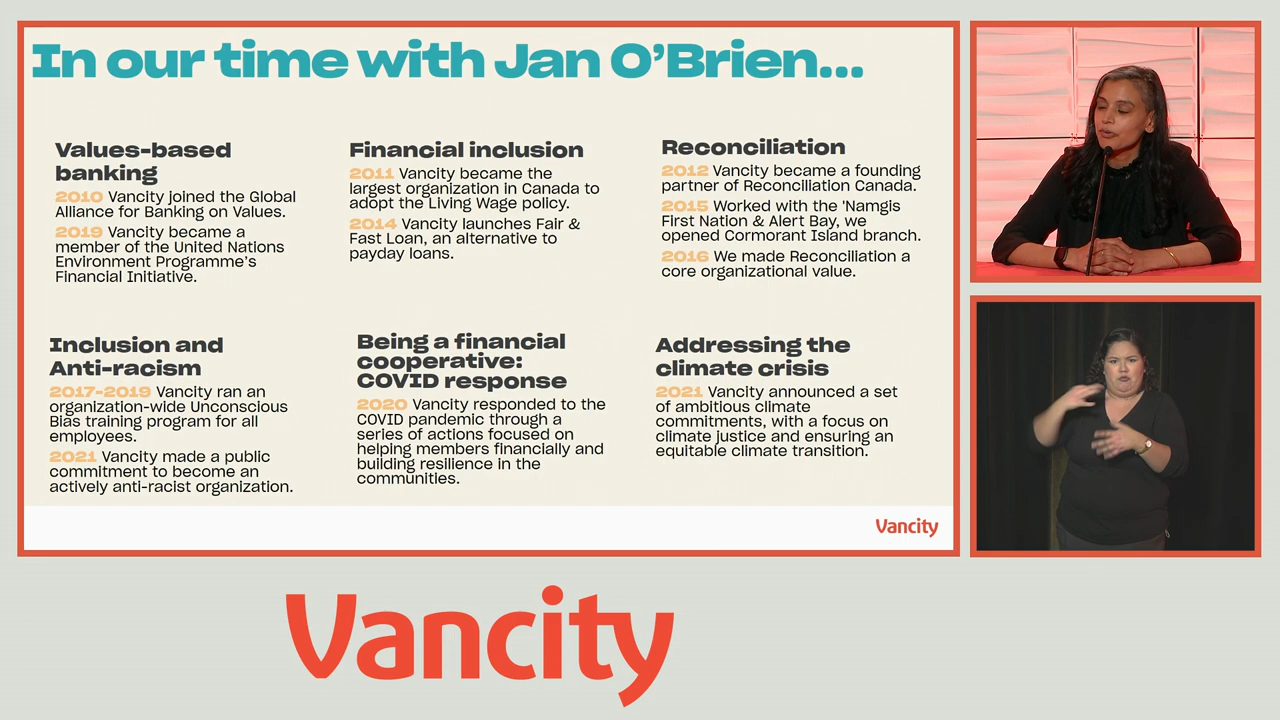 In our time with Jan O’Brien...
Values-based
banking
2010 Vancity joined the Global
Alliance for Banking on Values.
2019 Vancity became a
member of the United Nations
Environment Programme’s
Financial Initiative.
Financial inclusion
2011 Vancity became the
largest organization in Canada to
adopt the Living Wage policy.
2014 Vancity launches Fair &
Fast Loan, an alternative to
payday loans.
Reconciliation
2012 Vancity became a founding
partner of Reconciliation Canada.
2015 Worked with the 'Namgis
First Nation & Alert Bay, we
opened Cormorant Island branch.
2016 We made Reconciliation a
core organizational value.
Inclusion and
Anti-racism
2017-2019 Vancity ran an
organization-wide Unconscious
Bias training program for all
employees.
2021 Vancity made a public
commitment to become an
actively anti-racist organization.
Being a financial
cooperative:
COVID response
2020 Vancity responded to the
COVID pandemic through a
series of actions focused on
helping members financially and
building resilience in the
communities.
Addressing the
climate crisis
2021 Vancity announced a set
of ambitious climate
commitments, with a focus on
climate justice and ensuring an
equitable climate transition.
Vancity
Vancity